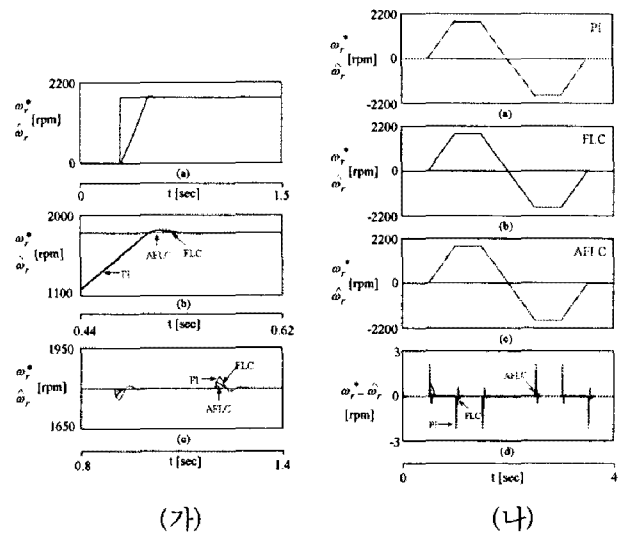 2200
ω_r^*
ω̂_r
[rpm]
0
(a)
0
t [sec]
1.5
2000
ω_r^*
ω̂_r
[rpm]
1100
AFLC
FLC
PI
(b)
0.44
t [sec]
0.62
1950
ω_r^*
ω̂_r
[rpm]
1650
PI
FLC
AFLC
(c)
0.8
t [sec]
1.4
(가)
2200
ω_r^*
ω̂_r
[rpm]
0
-2200
PI
(a)
2200
ω_r^*
ω̂_r
[rpm]
0
-2200
FLC
(b)
2200
ω_r^*
ω̂_r
[rpm]
0
-2200
AFLC
(c)
3
ω_r^* - ω̂_r
[rpm]
0
-3
PI
FLC
AFLC
(d)
0
t [sec]
4
(나)